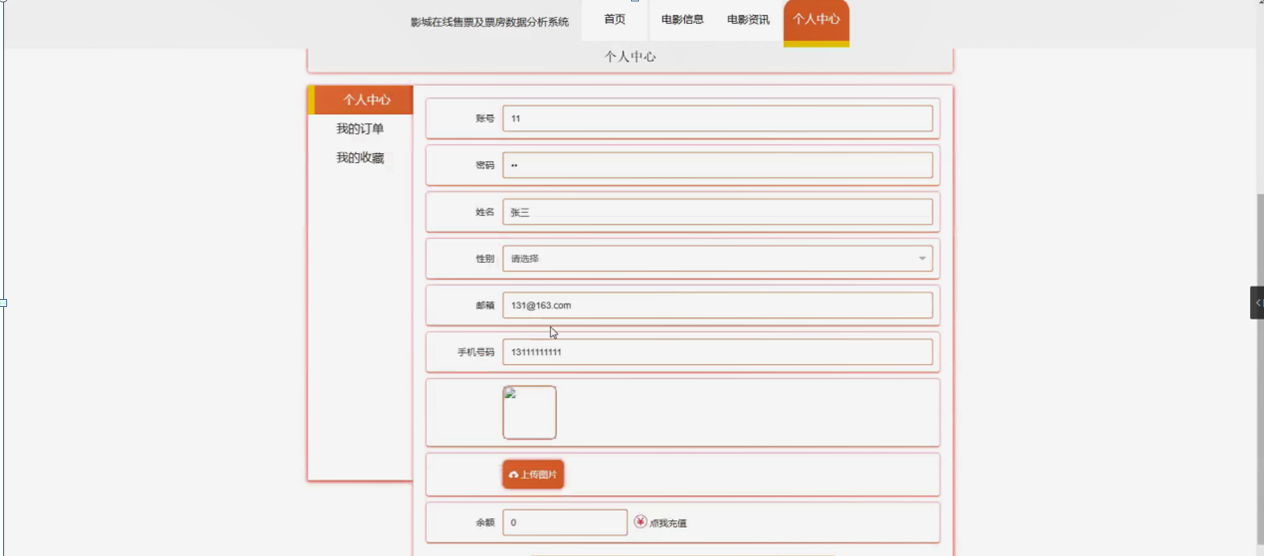 影城在线售票及票房数据分析系统 首页 电影信息 电影资讯 个人中心
个人中心
个人中心
我的订单
我的收藏
账号 11
密码 ••
姓名 张三
性别 请选择
邮箱 131@163.com
手机号码 13111111111
上传图片
余额 0 ¥ 点我充值